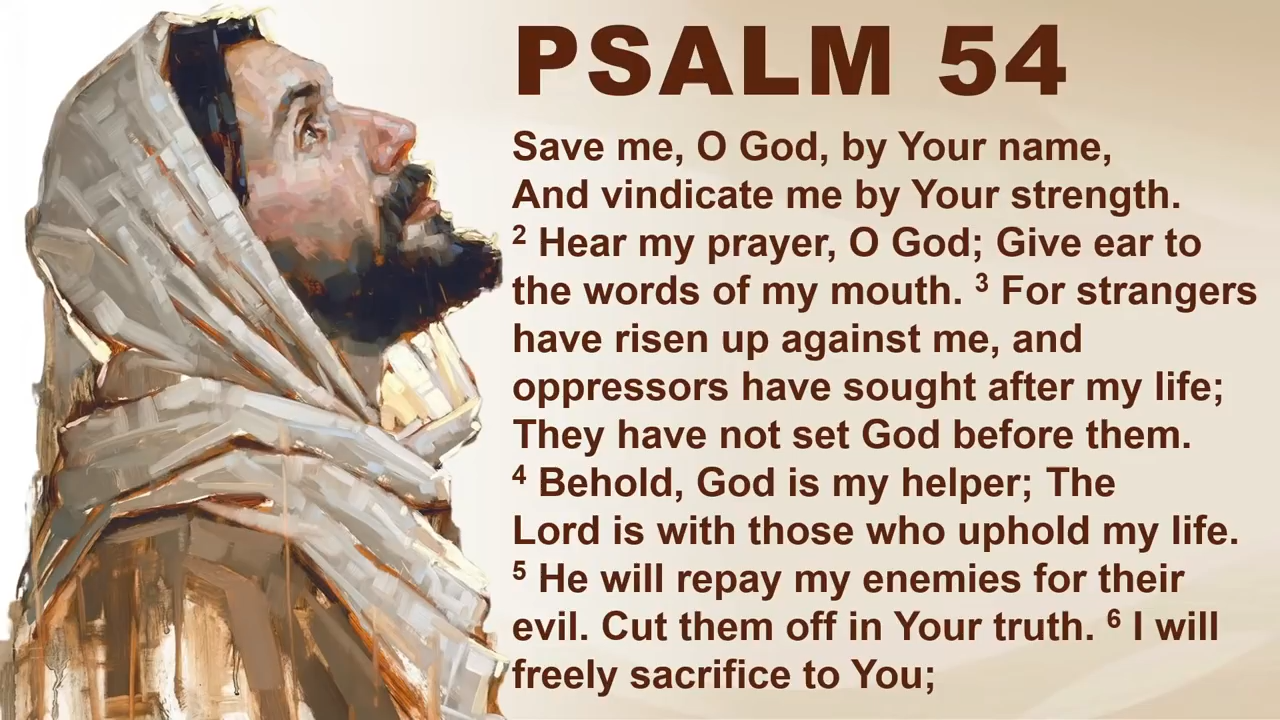 PSALM 54
Save me, O God, by Your name,
And vindicate me by Your strength.
2 Hear my prayer, O God; Give ear to
the words of my mouth. 3 For strangers
have risen up against me, and
oppressors have sought after my life;
They have not set God before them.
4 Behold, God is my helper; The
Lord is with those who uphold my life.
5 He will repay my enemies for their
evil. Cut them off in Your truth. 6 I will
freely sacrifice to You;